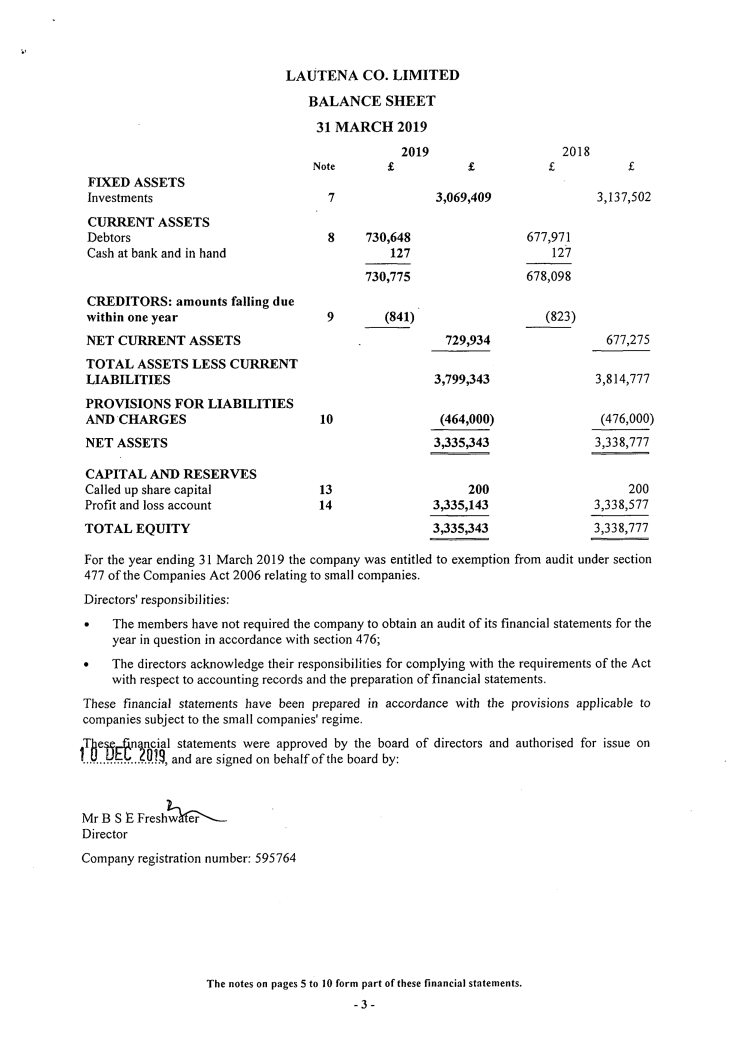 LAUTENA CO. LIMITED
BALANCE SHEET
31 MARCH 2019
2019 2018
Note £ £ £ £
FIXED ASSETS
Investments 7 3,069,409 3,137,502
CURRENT ASSETS
Debtors 8 730,648 677,971
Cash at bank and in hand 127 127
730,775 678,098
CREDITORS: amounts falling due
within one year 9 (841) (823)
NET CURRENT ASSETS 729,934 677,275
TOTAL ASSETS LESS CURRENT
LIABILITIES 3,799,343 3,814,777
PROVISIONS FOR LIABILITIES
AND CHARGES 10 (464,000) (476,000)
NET ASSETS 3,335,343 3,338,777
CAPITAL AND RESERVES
Called up share capital 13 200 200
Profit and loss account 14 3,335,143 3,338,577
TOTAL EQUITY 3,335,343 3,338,777
For the year ending 31 March 2019 the company was entitled to exemption from audit under section
477 of the Companies Act 2006 relating to small companies.
Directors' responsibilities:
• The members have not required the company to obtain an audit of its financial statements for the
year in question in accordance with section 476;
• The directors acknowledge their responsibilities for complying with the requirements of the Act
with respect to accounting records and the preparation of financial statements.
These financial statements have been prepared in accordance with the provisions applicable to
companies subject to the small companies' regime.
These financial statements were approved by the board of directors and authorised for issue on
10 DEC 2019, and are signed on behalf of the board by:
Mr B S E Freshwater
Director
Company registration number: 595764
The notes on pages 5 to 10 form part of these financial statements.
- 3 -